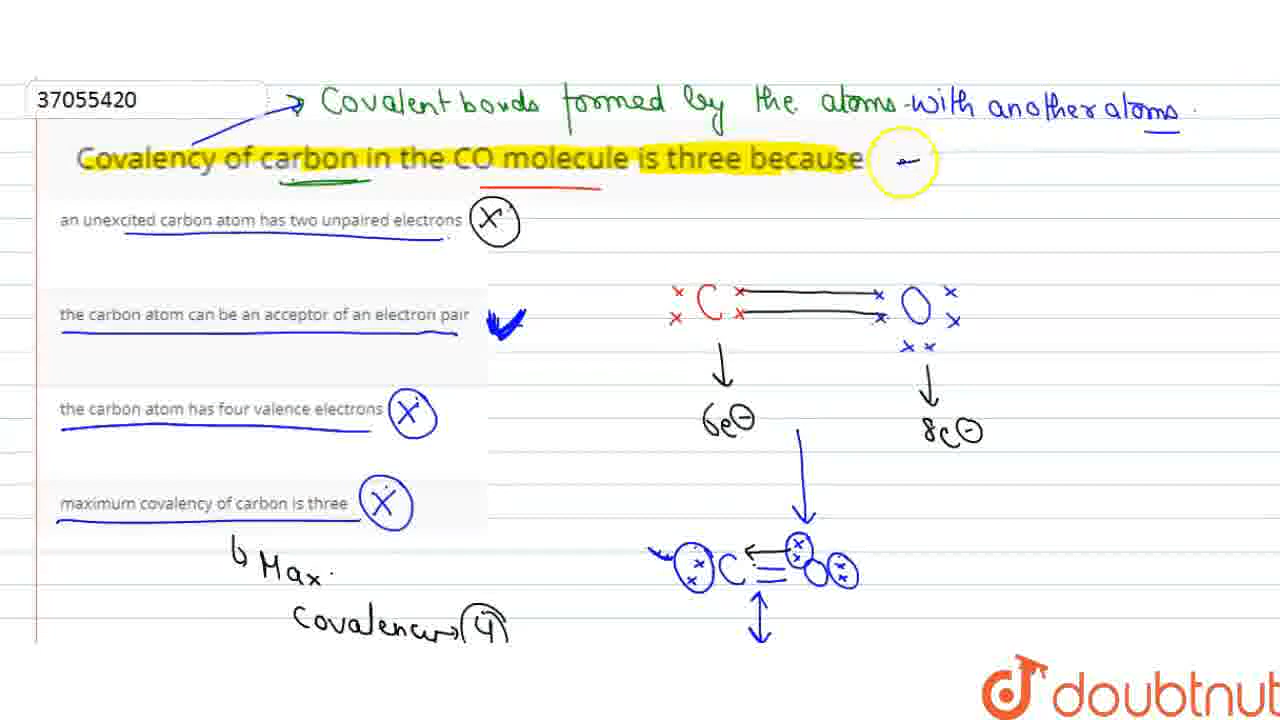 37055420
Covalent bonds formed by the atoms with another atoms.
Covalency of carbon in the CO molecule is three because -
an unexcited carbon atom has two unpaired electrons X
the carbon atom can be an acceptor of an electron pair
the carbon atom has four valence electrons X
maximum covalency of carbon is three X
Max.
Covalency → 4
x x C x x x x O x x x x
6e⊖ 8e⊖
x x C = O x x x x
doubtnut